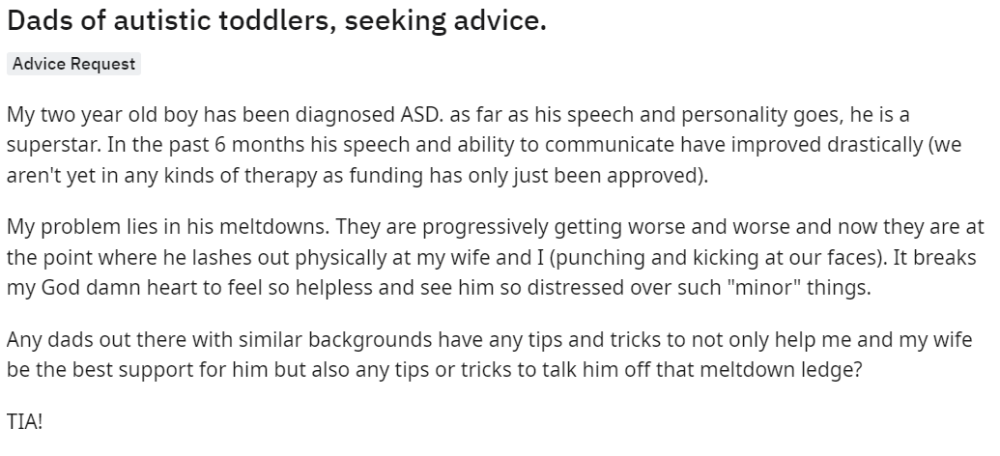 Dads of autistic toddlers, seeking advice.
Advice Request
My two year old boy has been diagnosed ASD. as far as his speech and personality goes, he is a
superstar. In the past 6 months his speech and ability to communicate have improved drastically (we
aren't yet in any kinds of therapy as funding has only just been approved).
My problem lies in his meltdowns. They are progressively getting worse and worse and now they are at
the point where he lashes out physically at my wife and I (punching and kicking at our faces). It breaks
my God damn heart to feel so helpless and see him so distressed over such "minor" things.
Any dads out there with similar backgrounds have any tips and tricks to not only help me and my wife
be the best support for him but also any tips or tricks to talk him off that meltdown ledge?
TIA!